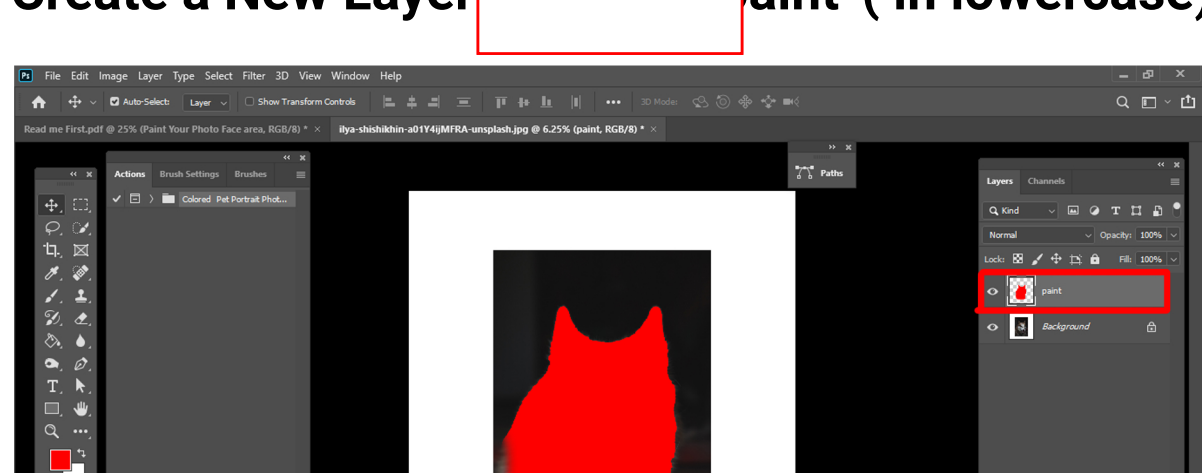 Create a New Layer paint ( in lowercase)
Ps File Edit Image Layer Type Select Filter 3D View Window Help
Auto-Select: Layer Show Transform Controls 3D Mode:
Read me First.pdf @ 25% (Paint Your Photo Face area, RGB/8) * × ilya-shishikhin-a01Y4ijMFRA-unsplash.jpg @ 6.25% (paint, RGB/8) * ×
Actions Brush Settings Brushes
Colored Pet Portrait Phot...
Paths
Layers Channels
Kind
Normal Opacity: 100%
Lock: Fill: 100%
paint
Background